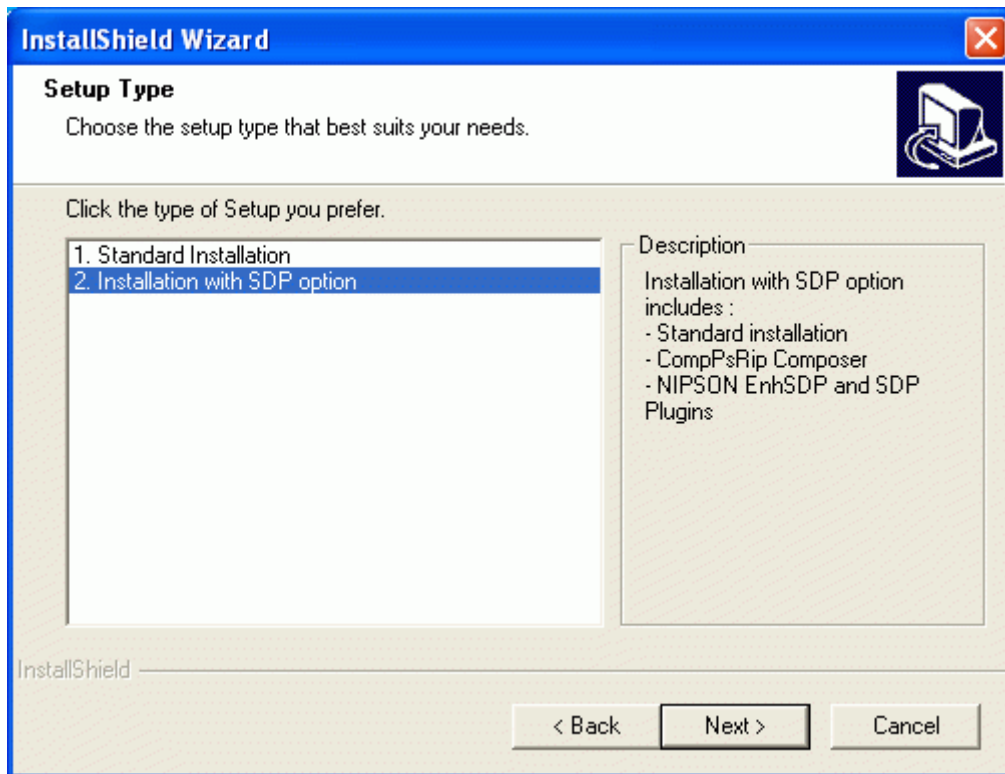 InstallShield Wizard
Setup Type
Choose the setup type that best suits your needs.
Click the type of Setup you prefer.
1. Standard Installation
2. Installation with SDP option
Description
Installation with SDP option
includes :
- Standard installation
- CompPsRip Composer
- NIPSON EnhSDP and SDP
Plugins
InstallShield
< Back
Next >
Cancel